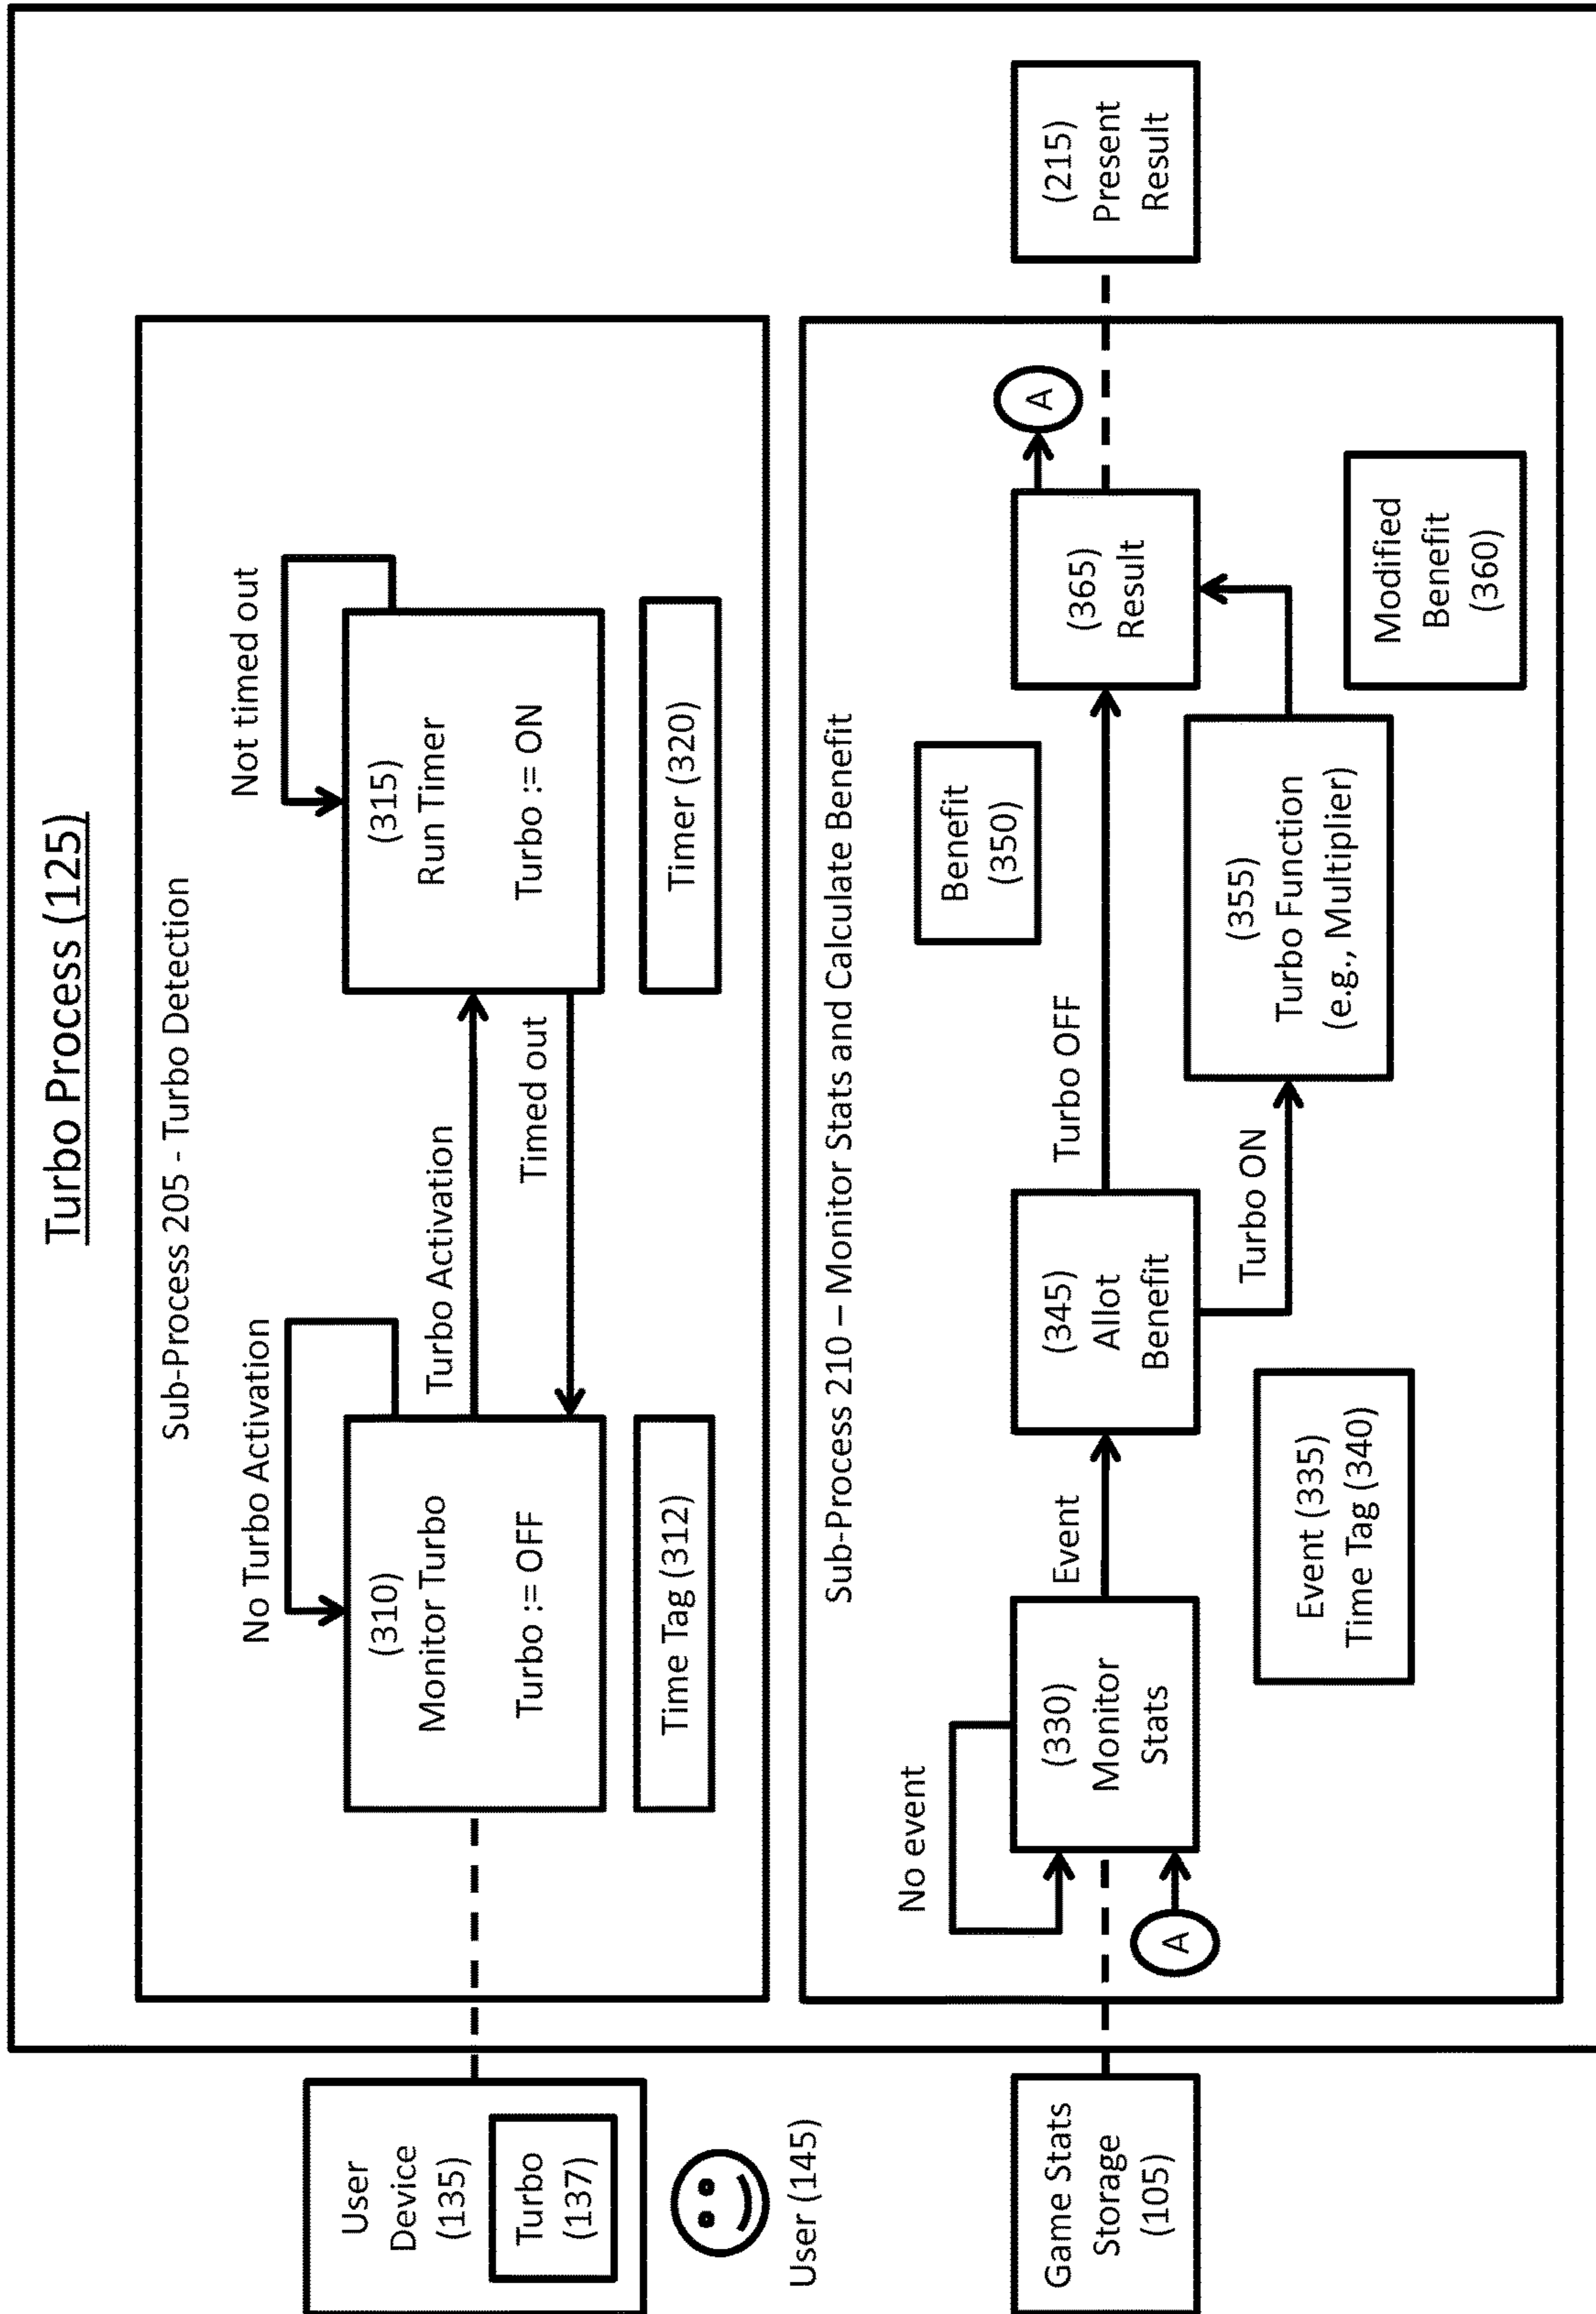 Turbo Process (125)
Sub-Process 205 - Turbo Detection
User
Device
(135)
Turbo
(137)
User (145)
No Turbo Activation
(310)
Monitor Turbo
Turbo := OFF
Time Tag (312)
Turbo Activation
Timed out
Not timed out
(315)
Run Timer
Turbo := ON
Timer (320)
Sub-Process 210 – Monitor Stats and Calculate Benefit
Game Stats
Storage
(105)
No event
A
(330)
Monitor
Stats
Event
Event (335)
Time Tag (340)
(345)
Allot
Benefit
Turbo OFF
Turbo ON
Benefit
(350)
(355)
Turbo Function
(e.g., Multiplier)
(365)
Result
Modified
Benefit
(360)
A
(215)
Present
Result